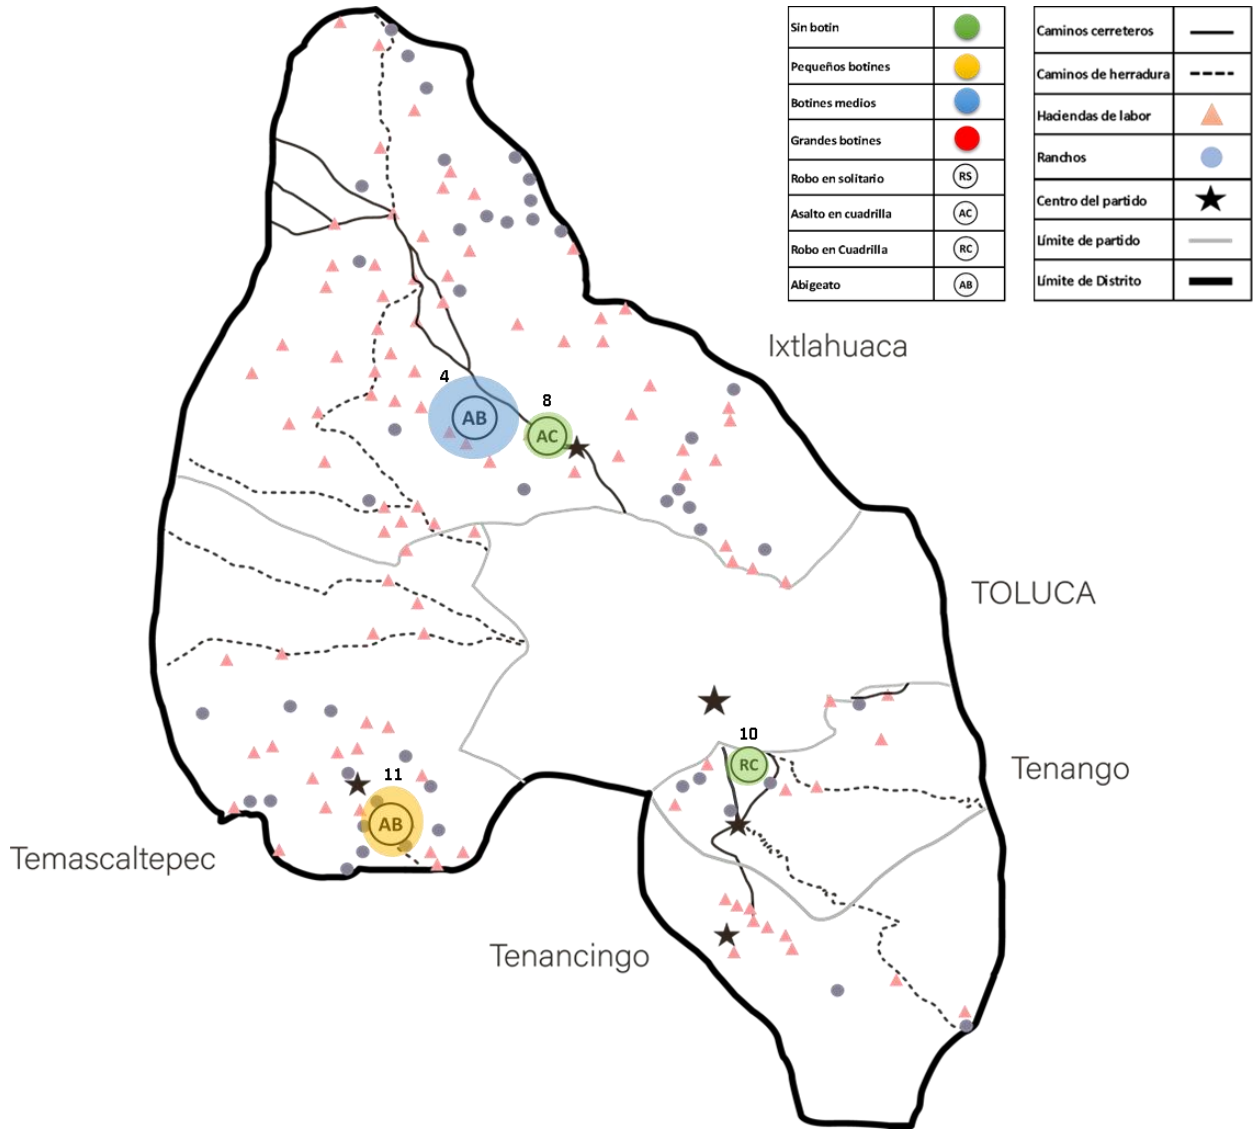 Sin botin
Pequeños botines
Botines medios
Grandes botines
Robo en solitario
RS
Asalto en cuadrilla
AC
Robo en Cuadrilla
RC
Abigeato
AB
Caminos carreteros
Caminos de herradura
Haciendas de labor
Ranchos
Centro del partido
Límite de partido
Límite de Distrito
Ixtlahuaca
4
AB
8
AC
TOLUCA
10
RC
Tenango
11
AB
Temascaltepec
Tenancingo